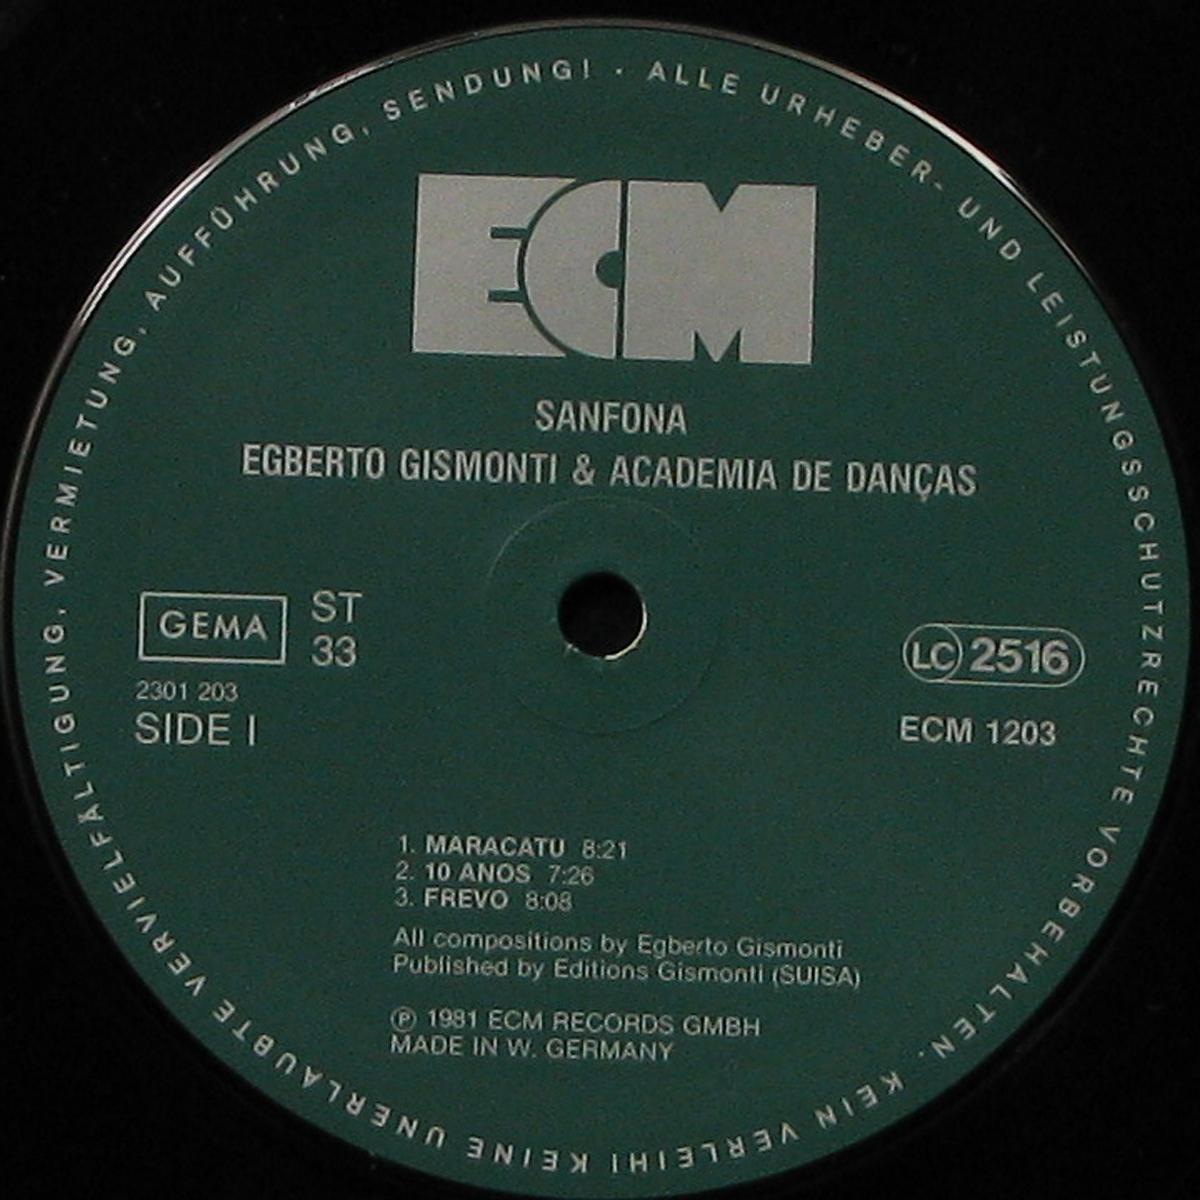 ALLE URHEBER- UND LEISTUNGSSCHUTZRECHTE VORBEHALTEN. KEIN VERLEIH! KEINE UNERLAUBTE VERVIELFÄLTIGUNG, VERMIETUNG, AUFFÜHRUNG, SENDUNG! ·
ECM
SANFONA
EGBERTO GISMONTI & ACADEMIA DE DANÇAS
GEMA
ST
33
2301 203
SIDE I
LC 2516
ECM 1203
1. MARACATU 8:21
2. 10 ANOS 7:26
3. FREVO 8:08
All compositions by Egberto Gismonti
Published by Editions Gismonti (SUISA)
Ⓟ 1981 ECM RECORDS GMBH
MADE IN W. GERMANY